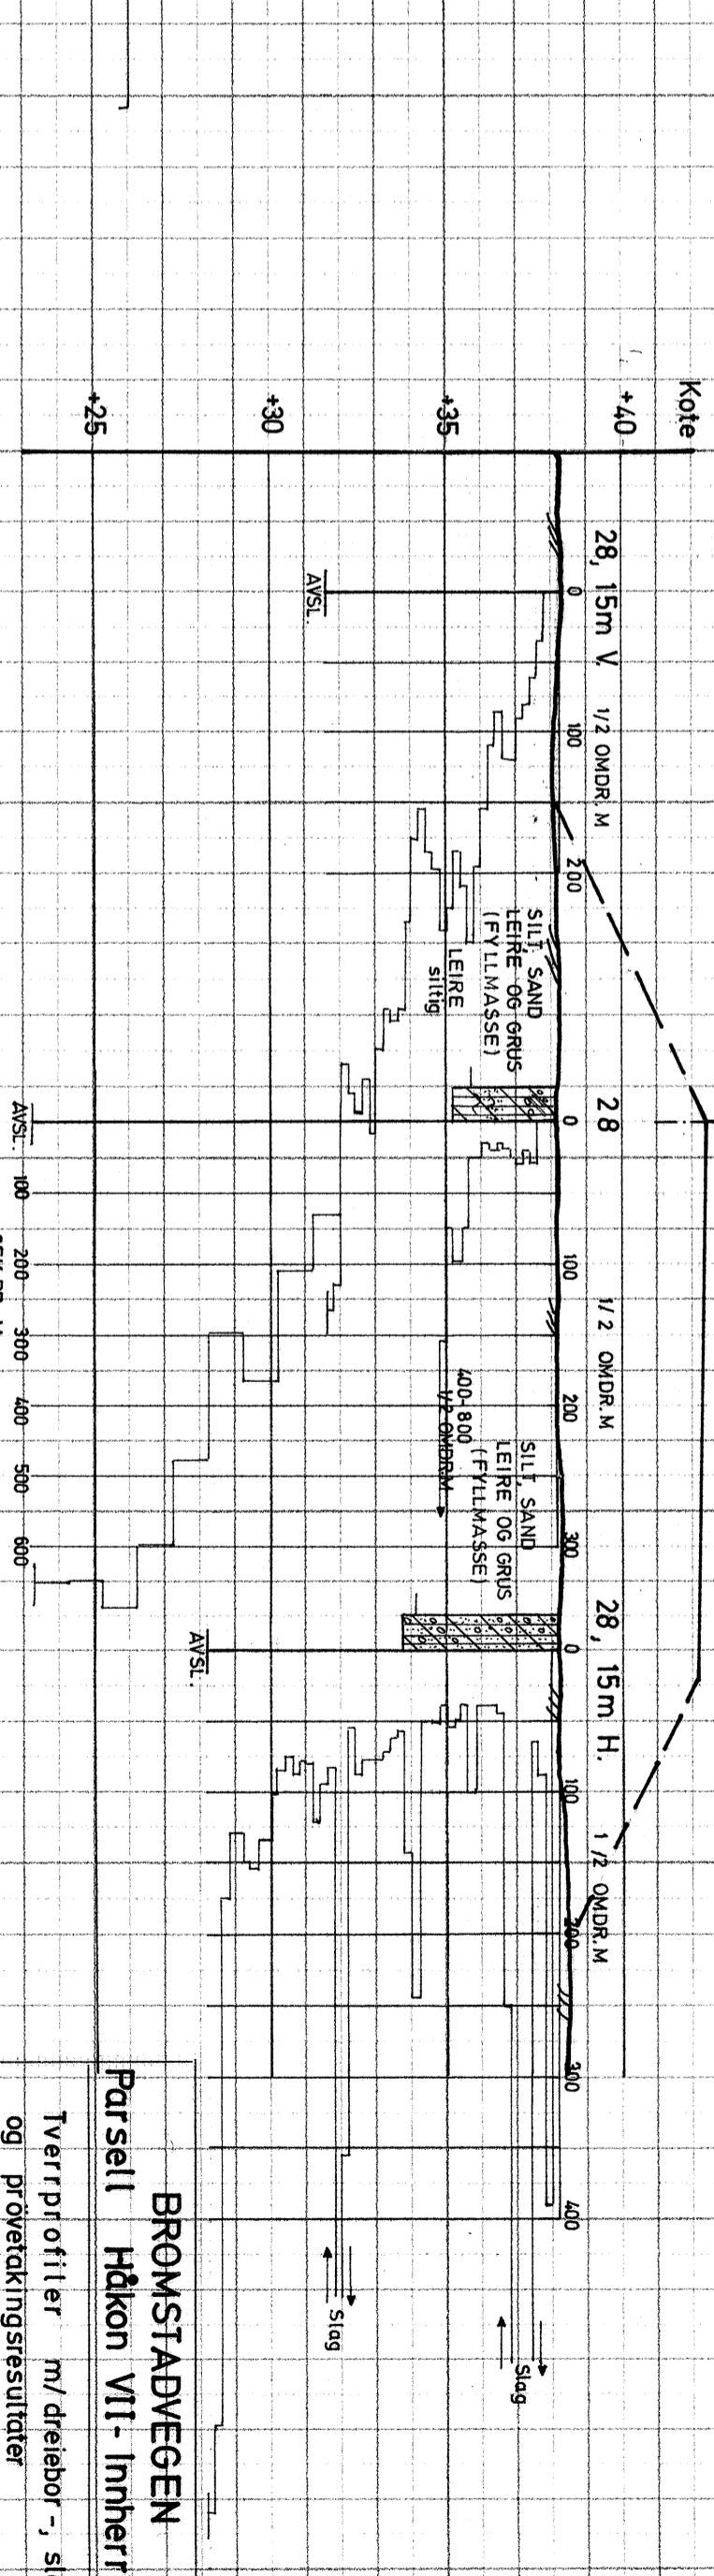 Kote
+40
+35
+30
+25
28, 15m V.
1/2 OMDR. M
0
100
200
AVSL.
SILT, SAND
LEIRE OG GRUS
(FYLLMASSE)
LEIRE
siltig
28
1/2 OMDR. M
0
100
200
300
400-800
1/2 OMDR.M
AVSL.
100
200
300
400
500
600
SILT, SAND
LEIRE OG GRUS
(FYLLMASSE)
28, 15m H.
1/2 OMDR.M
0
100
200
300
400
AVSL.
Slag
Slag
BROMSTADVEGEN
Parsell Håkon VII - Innherr
Tverrprofiler m/dreiebor-, sl
og prøvetakingsresultater